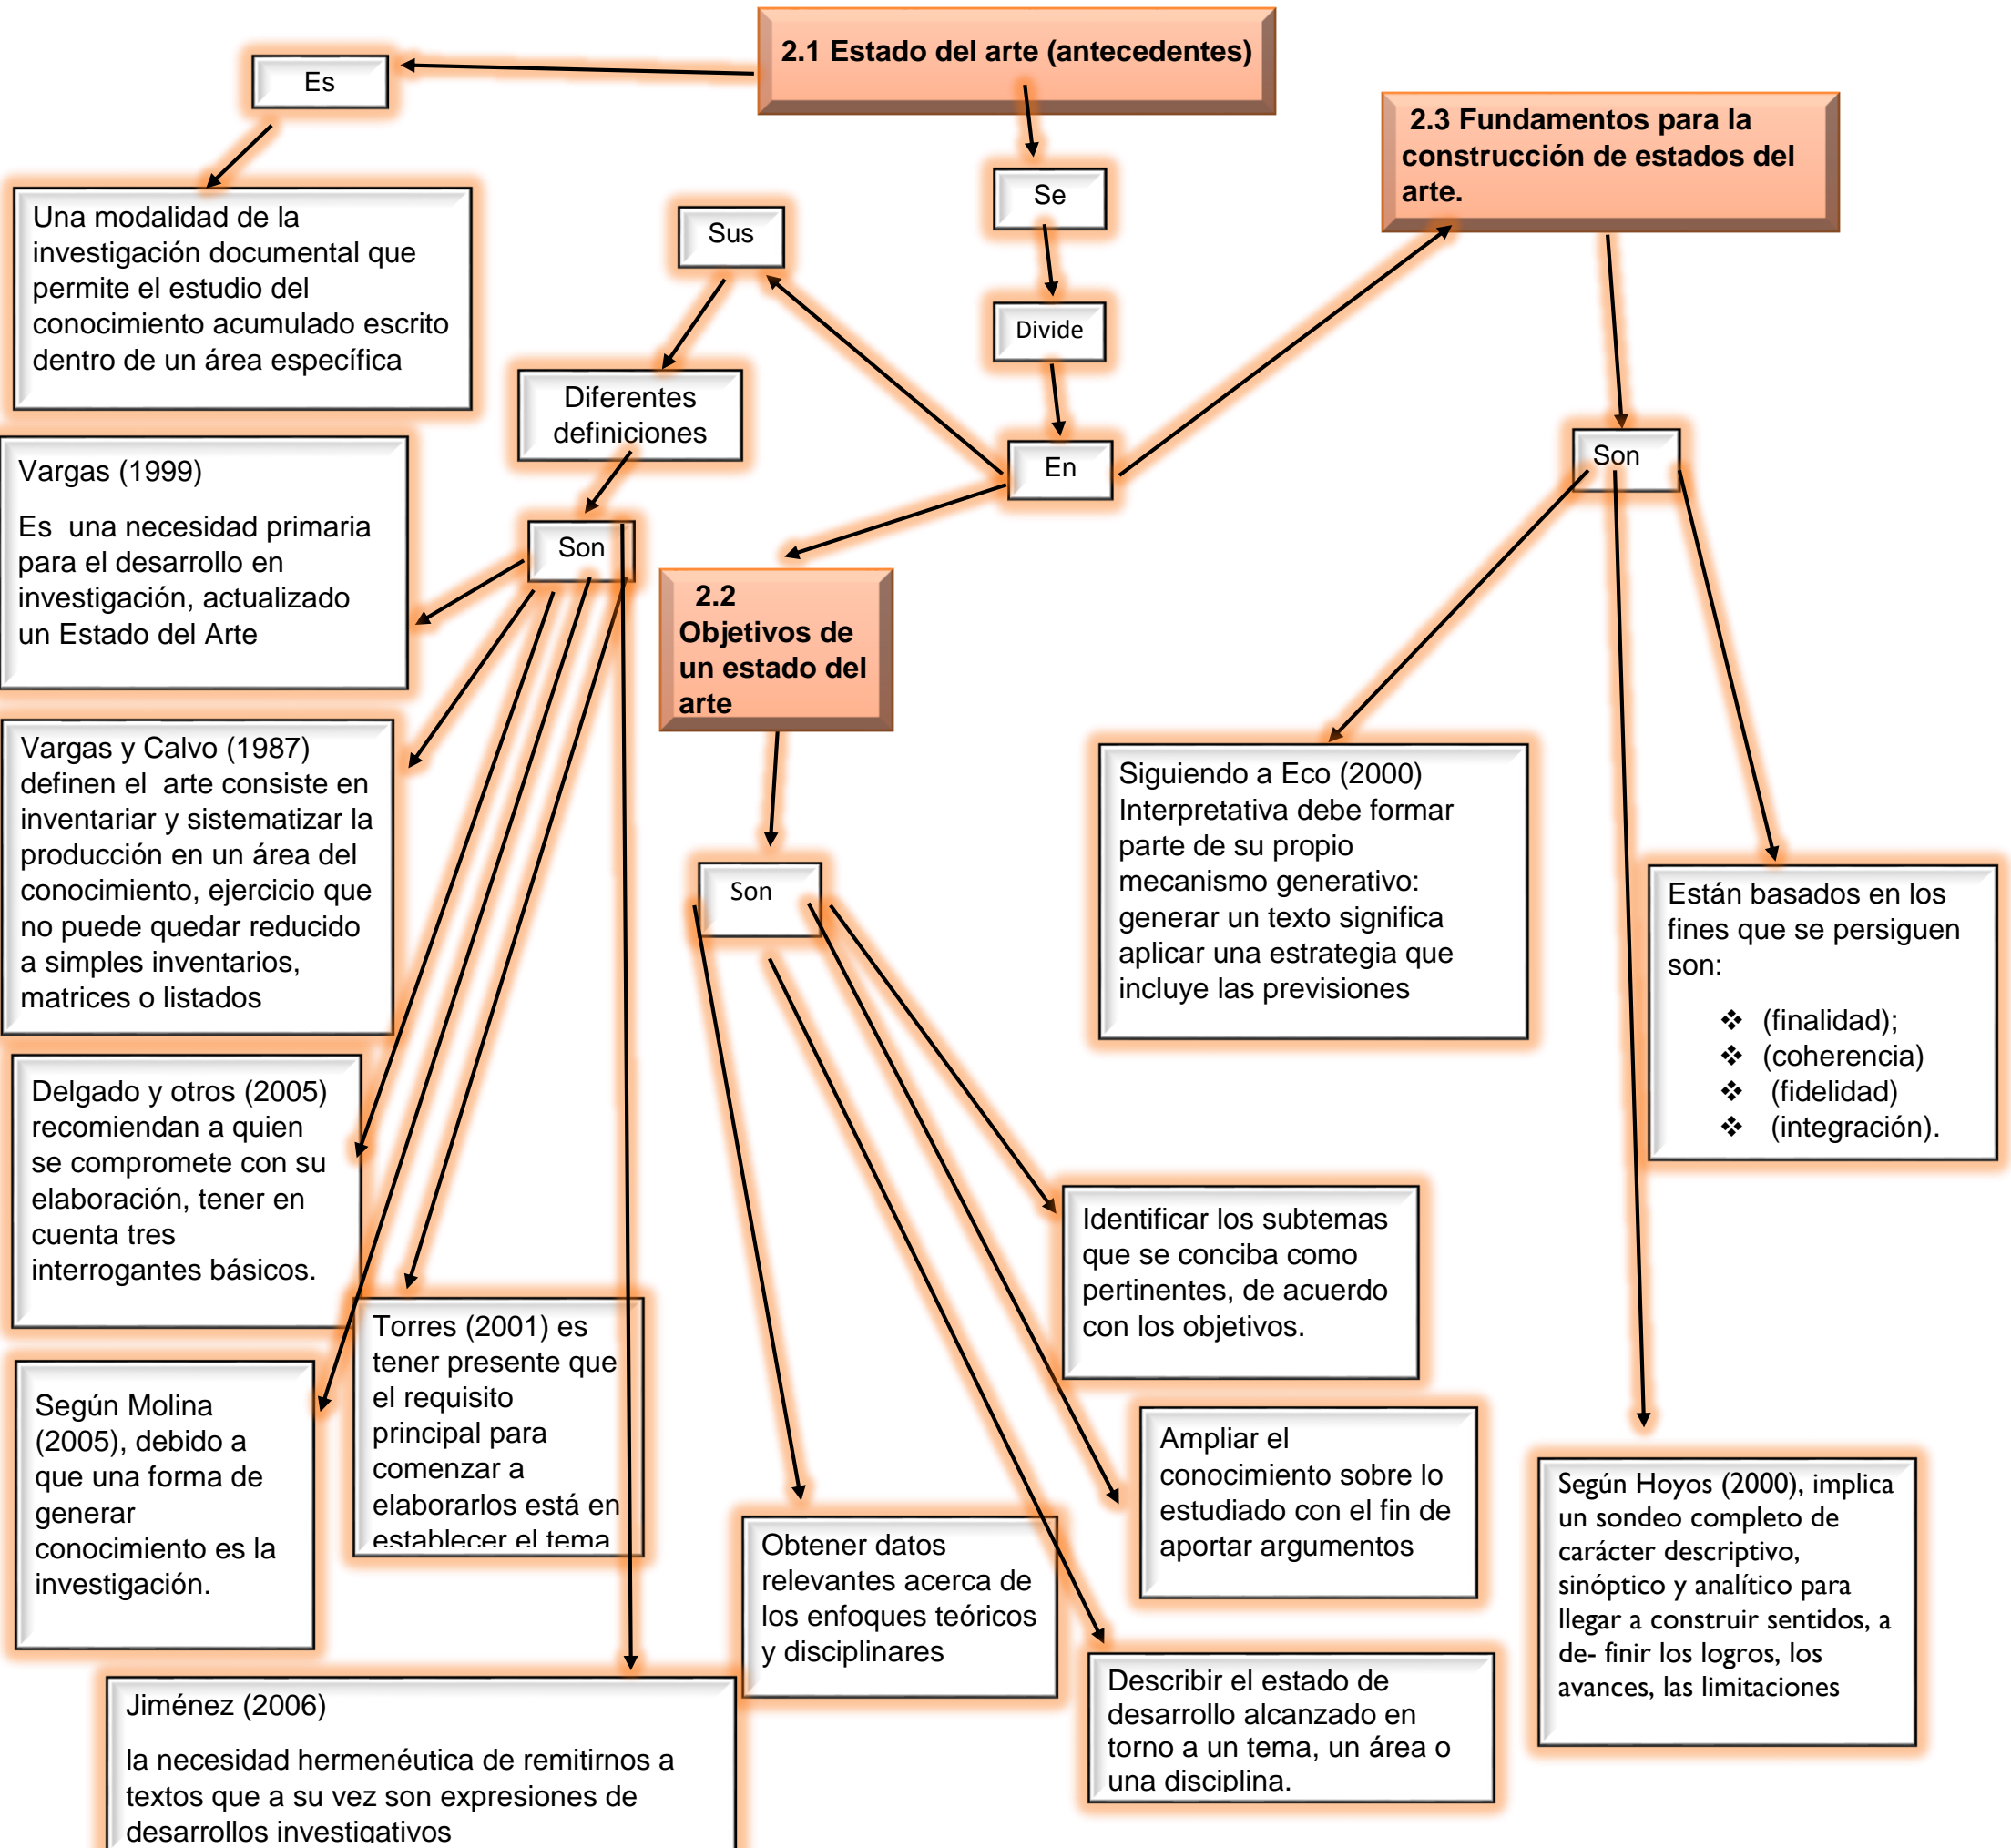 2.1 Estado del arte (antecedentes)
Es
Una modalidad de la
investigación documental que
permite el estudio del
conocimiento acumulado escrito
dentro de un área específica
Se
Divide
En
Sus
Diferentes
definiciones
Son
Vargas (1999)
Es  una necesidad primaria
para el desarrollo en
investigación, actualizado
un Estado del Arte
Vargas y Calvo (1987)
definen el  arte consiste en
inventariar y sistematizar la
producción en un área del
conocimiento, ejercicio que
no puede quedar reducido
a simples inventarios,
matrices o listados
Delgado y otros (2005)
recomiendan a quien
se compromete con su
elaboración, tener en
cuenta tres
interrogantes básicos.
Según Molina
(2005), debido a
que una forma de
generar
conocimiento es la
investigación.
Torres (2001) es
tener presente que
el requisito
principal para
comenzar a
elaborarlos está en
establecer el tema
Jiménez (2006)
la necesidad hermenéutica de remitirnos a
textos que a su vez son expresiones de
desarrollos investigativos
2.2
Objetivos de
un estado del
arte
Son
Obtener datos
relevantes acerca de
los enfoques teóricos
y disciplinares
Describir el estado de
desarrollo alcanzado en
torno a un tema, un área o
una disciplina.
Ampliar el
conocimiento sobre lo
estudiado con el fin de
aportar argumentos
Identificar los subtemas
que se conciba como
pertinentes, de acuerdo
con los objetivos.
2.3 Fundamentos para la
construcción de estados del
arte.
Son
Siguiendo a Eco (2000)
Interpretativa debe formar
parte de su propio
mecanismo generativo:
generar un texto significa
aplicar una estrategia que
incluye las previsiones
Según Hoyos (2000), implica
un sondeo completo de
carácter descriptivo,
sinóptico y analítico para
llegar a construir sentidos, a
de- finir los logros, los
avances, las limitaciones
Están basados en los
fines que se persiguen
son:
❖ (finalidad);
❖ (coherencia)
❖ (fidelidad)
❖ (integración).